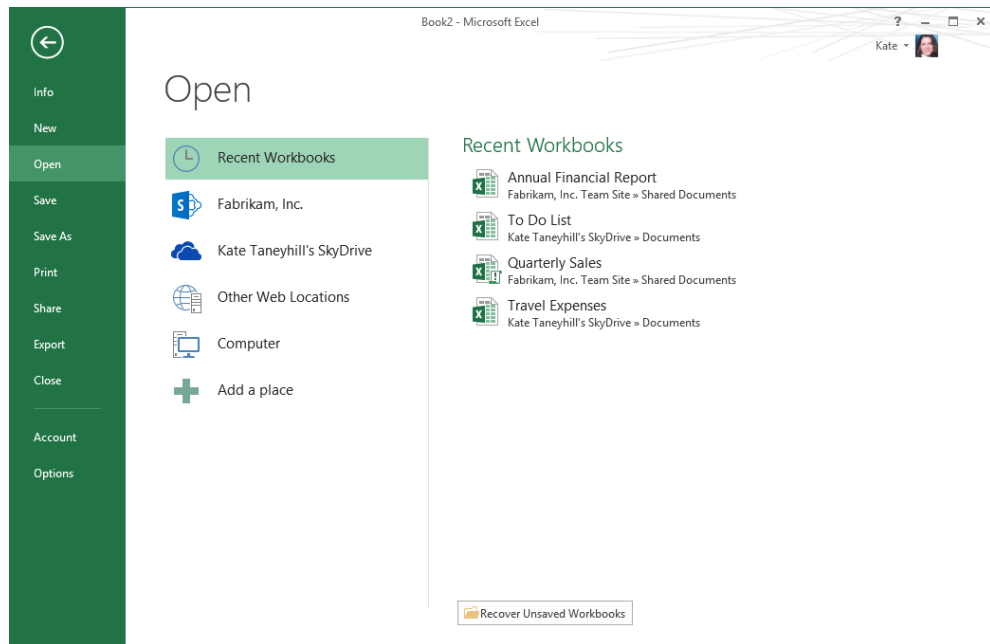 Book2 - Microsoft Excel
?
Kate
Info
New
Open
Save
Save As
Print
Share
Export
Close
Account
Options
Open
Recent Workbooks
Fabrikam, Inc.
Kate Taneyhill's SkyDrive
Other Web Locations
Computer
Add a place
Recent Workbooks
Annual Financial Report
Fabrikam, Inc. Team Site » Shared Documents
To Do List
Kate Taneyhill's SkyDrive » Documents
Quarterly Sales
Fabrikam, Inc. Team Site » Shared Documents
Travel Expenses
Kate Taneyhill's SkyDrive » Documents
Recover Unsaved Workbooks